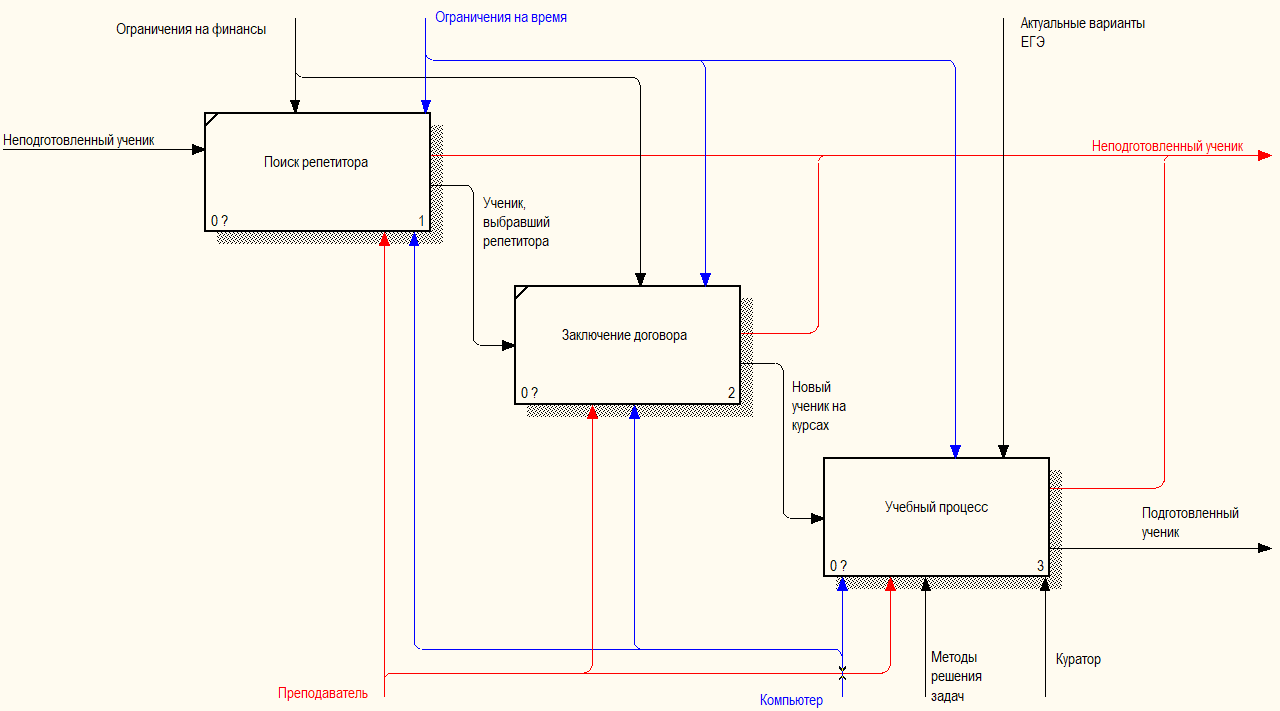 Ограничения на время
Ограничения на финансы
Актуальные варианты
ЕГЭ
Неподготовленный ученик
Неподготовленный ученик
Поиск репетитора
0 ?
1
Ученик,
выбравший
репетитора
Заключение договора
0 ?
2
Новый
ученик на
курсах
Учебный процесс
0 ?
3
Подготовленный
ученик
Методы
решения
задач
Куратор
Преподаватель
Компьютер